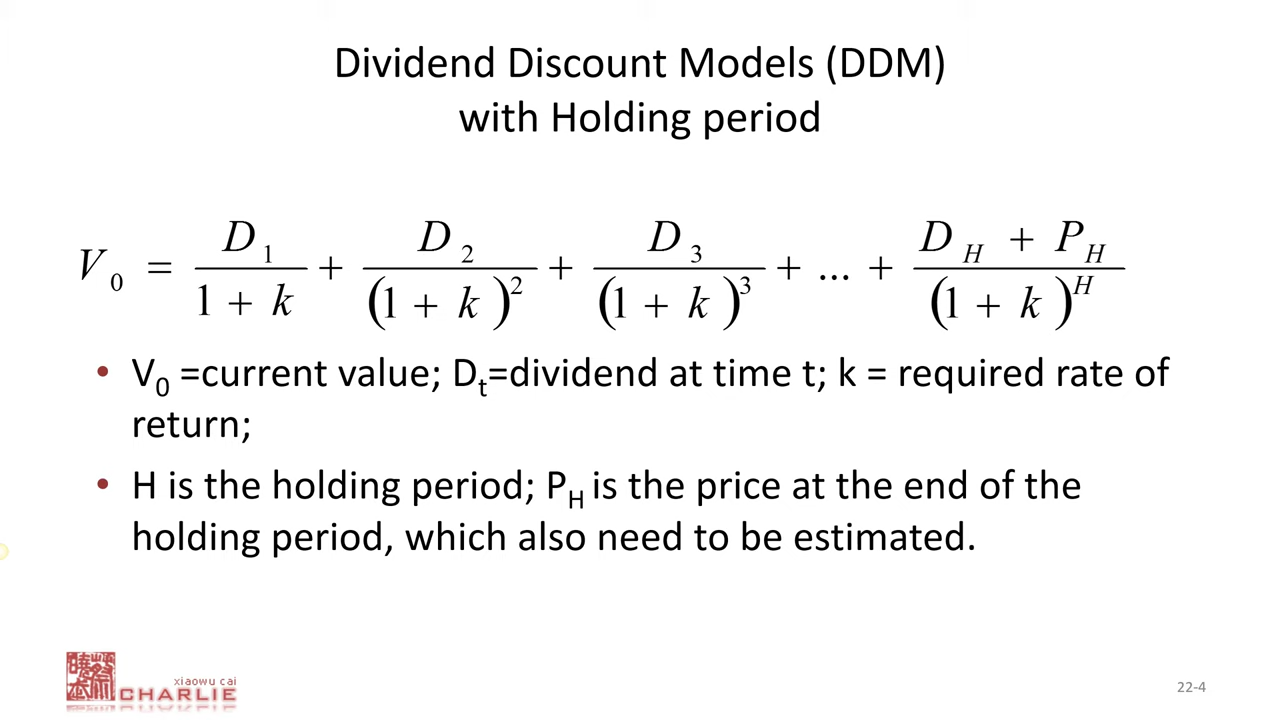 Dividend Discount Models (DDM)
with Holding period
V₀ = D₁/(1 + k) + D₂/(1 + k)² + D₃/(1 + k)³ + ... + (D_H + P_H)/(1 + k)^H
• V₀ =current value; Dₜ=dividend at time t; k = required rate of
return;
• H is the holding period; P_H is the price at the end of the
holding period, which also need to be estimated.
xiaowu cai
CHARLIE
22-4